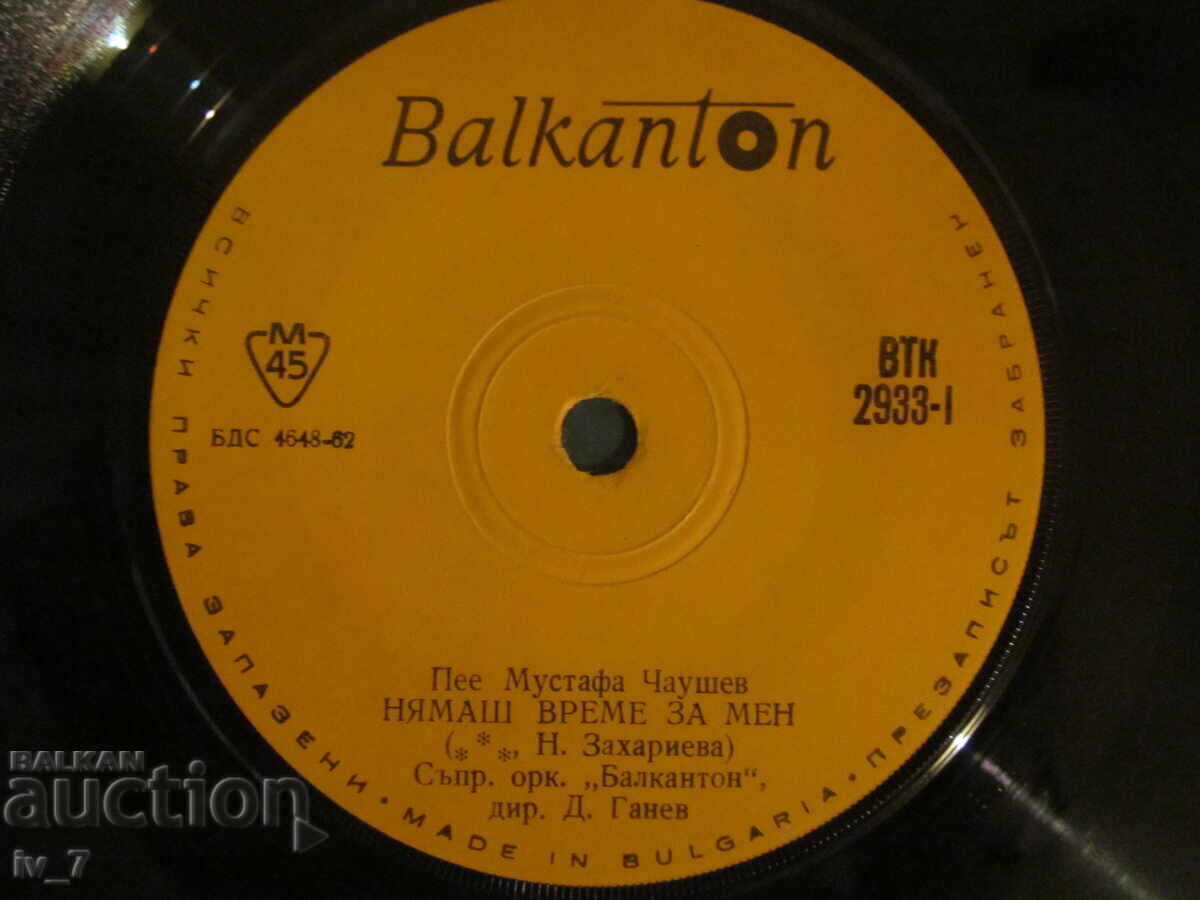 Balkanton
ВСИЧКИ ПРАВА ЗАПАЗЕНИ · MADE IN BULGARIA · ПРЕЗАПИСЪТ ЗАБРАНЕН
М
45
БДС 4648-62
ВТК
2933-I
Пее Мустафа Чаушев
НЯМАШ ВРЕМЕ ЗА МЕН
(***, Н. Захариева)
Съпр. орк. „Балкантон“,
дир. Д. Ганев
BALKAN
auction
iv_7